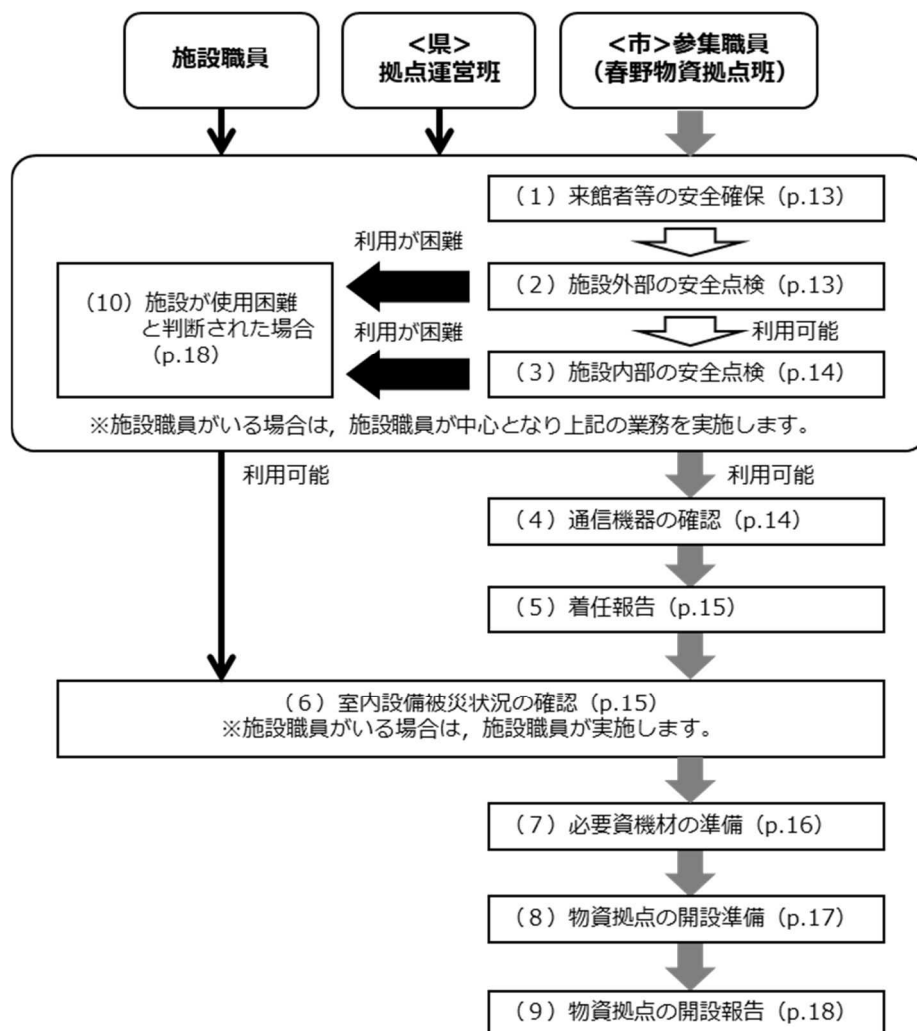 施設職員
<県>
拠点運営班
<市>参集職員
（春野物資拠点班）
（１）来館者等の安全確保（p.13）
利用が困難
（２）施設外部の安全点検（p.13）
（10）施設が使用困難
と判断された場合
（p.18）
利用が困難
利用可能
（３）施設内部の安全点検（p.14）
※施設職員がいる場合は，施設職員が中心となり上記の業務を実施します。
利用可能
利用可能
（４）通信機器の確認（p.14）
（５）着任報告（p.15）
（６）室内設備被災状況の確認（p.15）
※施設職員がいる場合は，施設職員が実施します。
（７）必要資機材の準備（p.16）
（８）物資拠点の開設準備（p.17）
（９）物資拠点の開設報告（p.18）